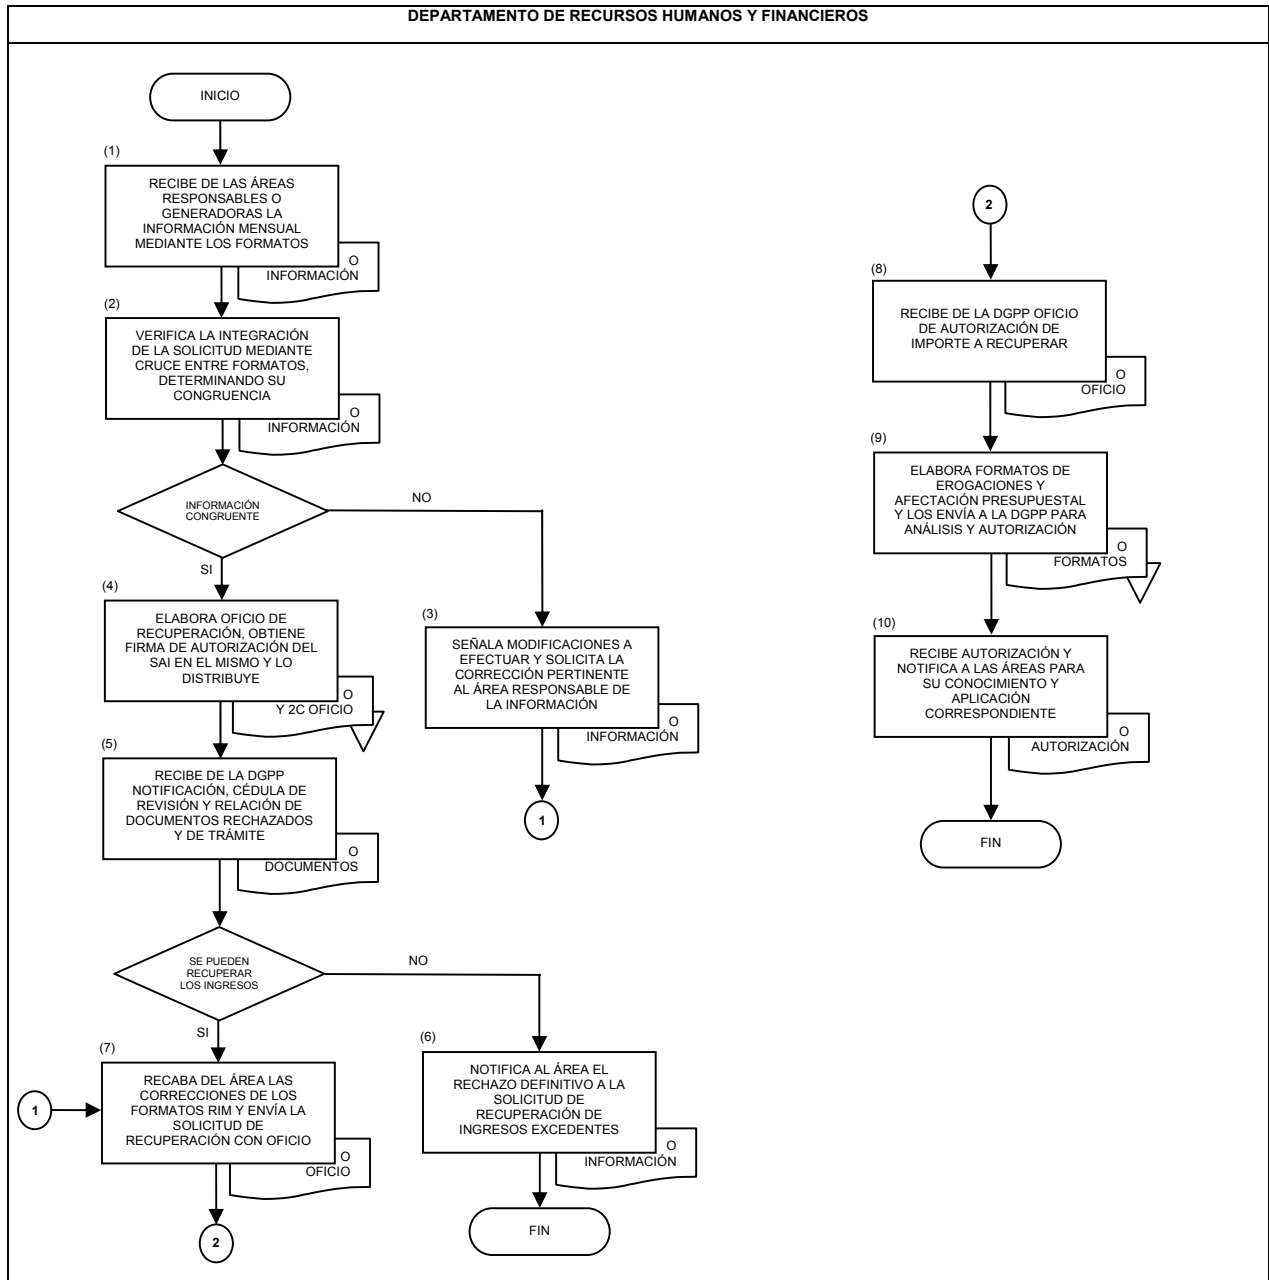 DEPARTAMENTO DE RECURSOS HUMANOS Y FINANCIEROS
INICIO
(1)
RECIBE DE LAS ÁREAS
RESPONSABLES O
GENERADORAS LA
INFORMACIÓN MENSUAL
MEDIANTE LOS FORMATOS
O
INFORMACIÓN
(2)
VERIFICA LA INTEGRACIÓN
DE LA SOLICITUD MEDIANTE
CRUCE ENTRE FORMATOS,
DETERMINANDO SU
CONGRUENCIA
O
INFORMACIÓN
INFORMACIÓN
CONGRUENTE
NO
SI
(4)
ELABORA OFICIO DE
RECUPERACIÓN, OBTIENE
FIRMA DE AUTORIZACIÓN DEL
SAI EN EL MISMO Y LO
DISTRIBUYE
O
Y 2C OFICIO
(3)
SEÑALA MODIFICACIONES A
EFECTUAR Y SOLICITA LA
CORRECCIÓN PERTINENTE
AL ÁREA RESPONSABLE DE
LA INFORMACIÓN
O
INFORMACIÓN
1
(5)
RECIBE DE LA DGPP
NOTIFICACIÓN, CÉDULA DE
REVISIÓN Y RELACIÓN DE
DOCUMENTOS RECHAZADOS
Y DE TRÁMITE
O
DOCUMENTOS
SE PUEDEN
RECUPERAR
LOS INGRESOS
NO
SI
(7)
1
RECABA DEL ÁREA LAS
CORRECCIONES DE LOS
FORMATOS RIM Y ENVÍA LA
SOLICITUD DE
RECUPERACIÓN CON OFICIO
O
OFICIO
2
(6)
NOTIFICA AL ÁREA EL
RECHAZO DEFINITIVO A LA
SOLICITUD DE
RECUPERACIÓN DE
INGRESOS EXCEDENTES
O
INFORMACIÓN
FIN
2
(8)
RECIBE DE LA DGPP OFICIO
DE AUTORIZACIÓN DE
IMPORTE A RECUPERAR
O
OFICIO
(9)
ELABORA FORMATOS DE
EROGACIONES Y
AFECTACIÓN PRESUPUESTAL
Y LOS ENVÍA A LA DGPP PARA
ANÁLISIS Y AUTORIZACIÓN
O
FORMATOS
(10)
RECIBE AUTORIZACIÓN Y
NOTIFICA A LAS ÁREAS PARA
SU CONOCIMIENTO Y
APLICACIÓN
CORRESPONDIENTE
O
AUTORIZACIÓN
FIN